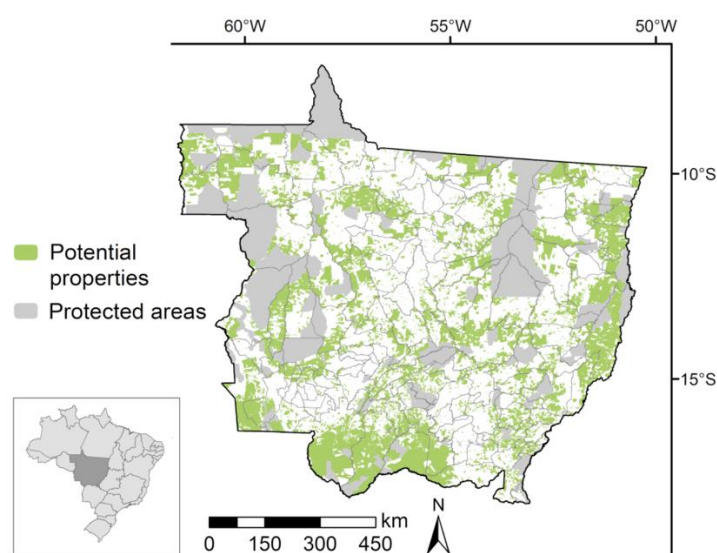 60°W 55°W 50°W
10°S
Potential
properties
Protected areas
15°S
N
km
0 150 300 450